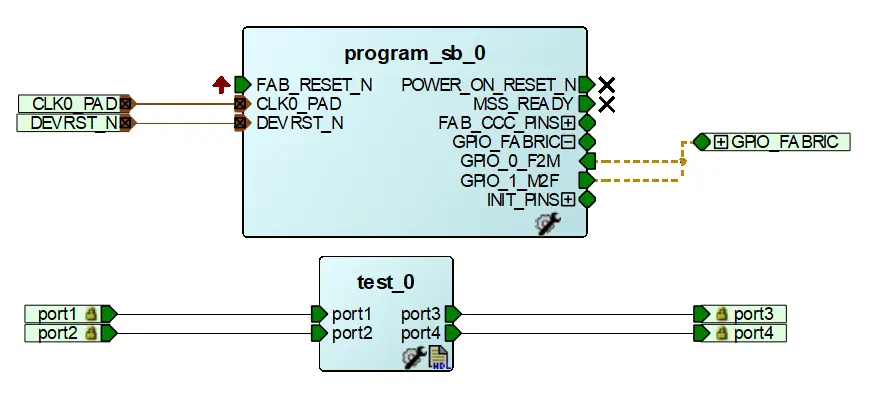 program_sb_0
FAB_RESET_N POWER_ON_RESET_N
CLK0_PAD CLK0_PAD MSS_READY
DEVRST_N DEVRST_N FAB_CCC_PINS
GPIO_FABRIC GPIO_FABRIC
GPIO_0_F2M
GPIO_1_M2F
INIT_PINS
test_0
port1 port1 port3 port3
port2 port2 port4 port4
HDL